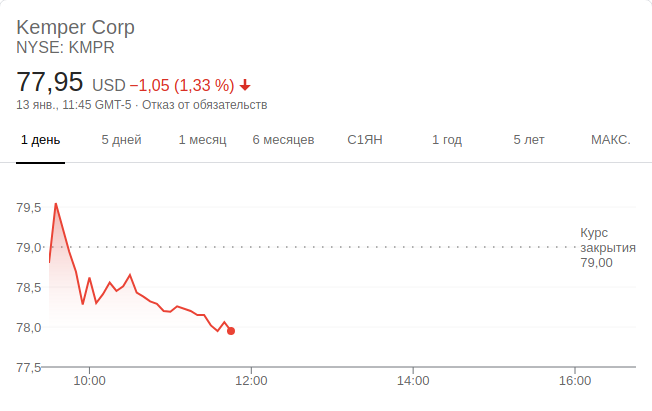 Kemper Corp
NYSE: KMPR
77,95 USD −1,05 (1,33 %)
13 янв., 11:45 GMT-5 · Отказ от обязательств
1 день 5 дней 1 месяц 6 месяцев С1ЯН 1 год 5 лет МАКС.
79,5
Курс
79,0 закрытия
79,00
78,5
78,0
77,5
10:00 12:00 14:00 16:00